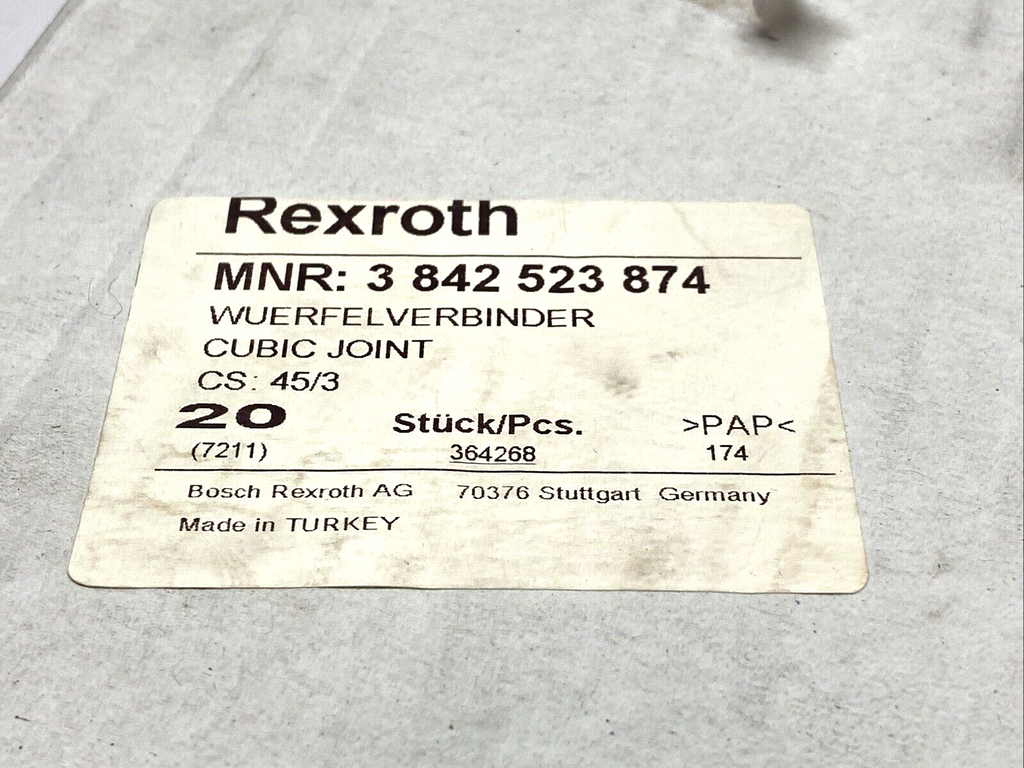 Rexroth
MNR: 3 842 523 874
WUERFELVERBINDER
CUBIC JOINT
CS: 45/3
20 Stück/Pcs. >PAP<
(7211) 364268 174
Bosch Rexroth AG 70376 Stuttgart Germany
Made in TURKEY